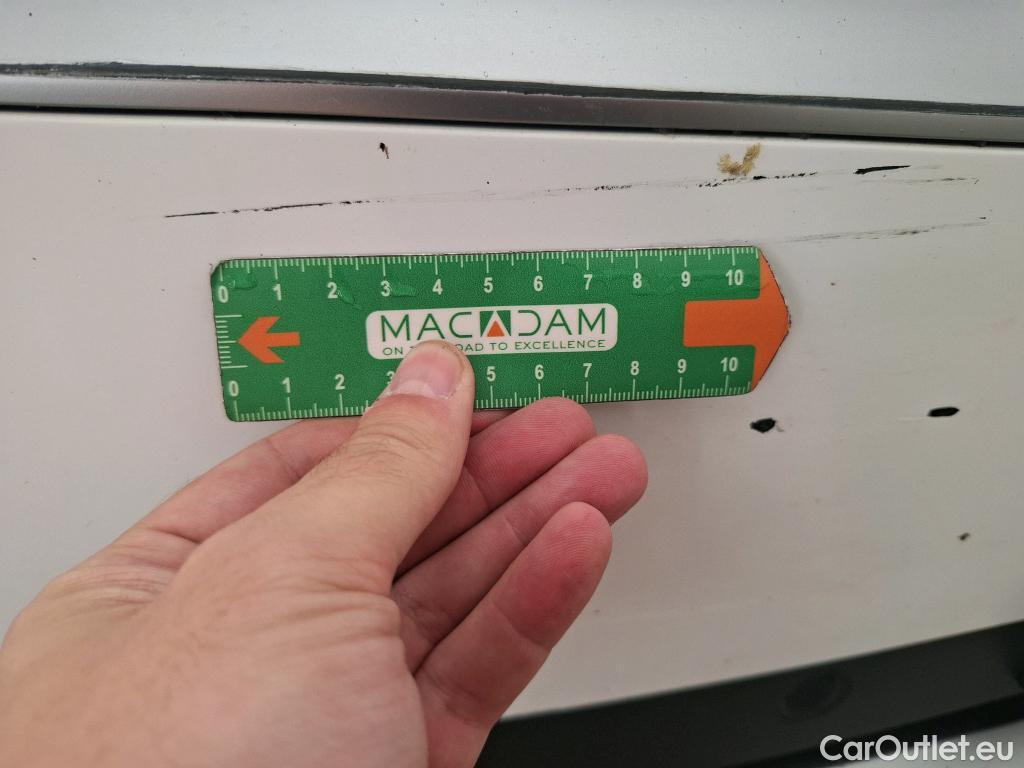 0 1 2 3 4 5 6 7 8 9 10
MACADAM
ON ROAD TO EXCELLENCE
0 1 2 3 5 6 7 8 9 10
CarOutlet.eu